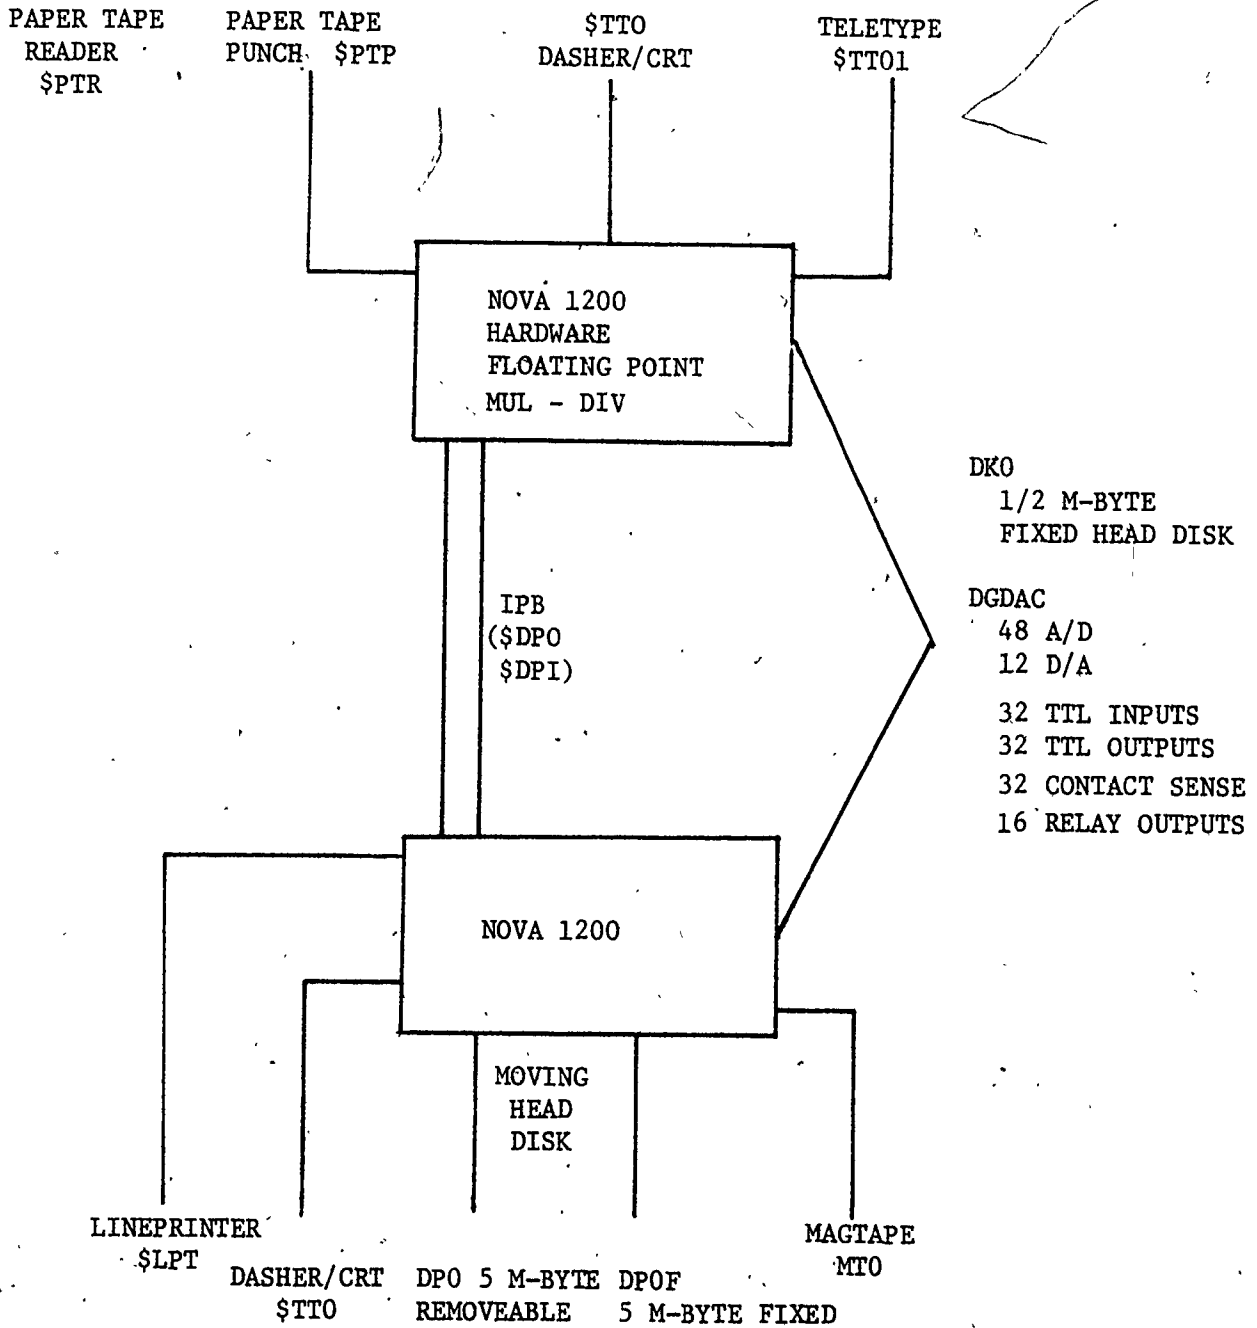 PAPER TAPE
READER
$PTR
PAPER TAPE
PUNCH $PTP
$TTO
DASHER/CRT
TELETYPE
$TTO1
NOVA 1200
HARDWARE
FLOATING POINT
MUL - DIV
DKO
1/2 M-BYTE
FIXED HEAD DISK
IPB
($DPO
$DPI)
DGDAC
48 A/D
12 D/A
32 TTL INPUTS
32 TTL OUTPUTS
32 CONTACT SENSE
16 RELAY OUTPUTS
NOVA 1200
MOVING
HEAD
DISK
LINEPRINTER
$LPT
DASHER/CRT
$TTO
DPO 5 M-BYTE
REMOVEABLE
DPOF
5 M-BYTE FIXED
MAGTAPE
MTO